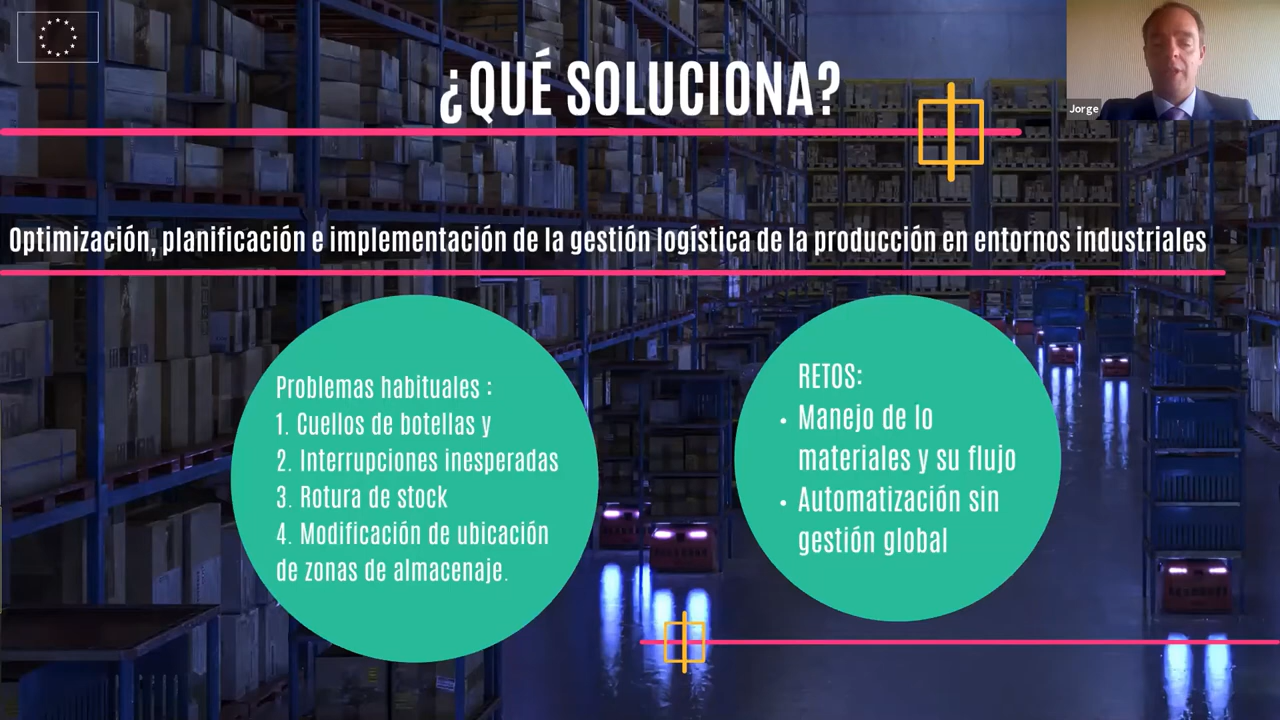 ¿QUÉ SOLUCIONA?
Jorge
Optimización, planificación e implementación de la gestión logística de la producción en entornos industriales
Problemas habituales :
1. Cuellos de botellas y
2. Interrupciones inesperadas
3. Rotura de stock
4. Modificación de ubicación
de zonas de almacenaje.
RETOS:
• Manejo de lo
materiales y su flujo
• Automatización sin
gestión global